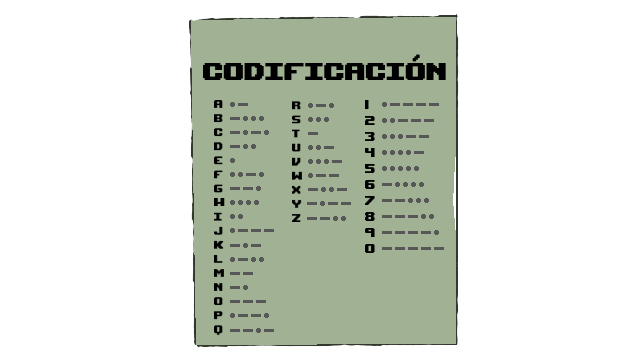 CODIFICACIÓN
A ●▬
B ▬●●●
C ▬●▬●
D ▬●●
E ●
F ●●▬●
G ▬▬●
H ●●●●
I ●●
J ●▬▬▬
K ▬●▬
L ●▬●●
M ▬▬
N ▬●
O ▬▬▬
P ●▬▬●
Q ▬▬●▬
R ●▬●
S ●●●
T ▬
U ●●▬
V ●●●▬
W ●▬▬
X ▬●●▬
Y ▬●▬▬
Z ▬▬●●
1 ●▬▬▬▬
2 ●●▬▬▬
3 ●●●▬▬
4 ●●●●▬
5 ●●●●●
6 ▬●●●●
7 ▬▬●●●
8 ▬▬▬●●
9 ▬▬▬▬●
0 ▬▬▬▬▬